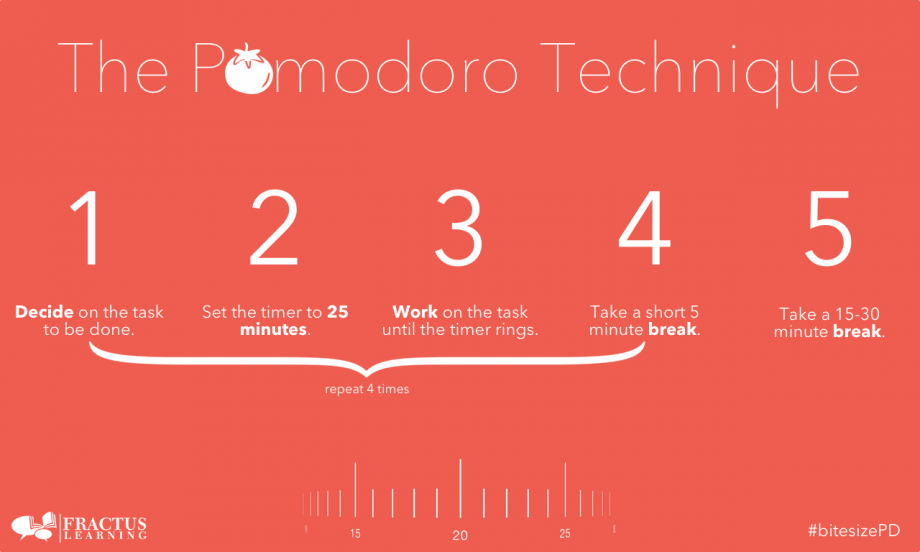 The Pomodoro Technique
1
2
3
4
5
Decide on the task
to be done.
Set the timer to 25
minutes.
Work on the task
until the timer rings.
Take a short 5
minute break.
Take a 15-30
minute break.
repeat 4 times
15
20
25
FRACTUS
LEARNING
#bitesizePD